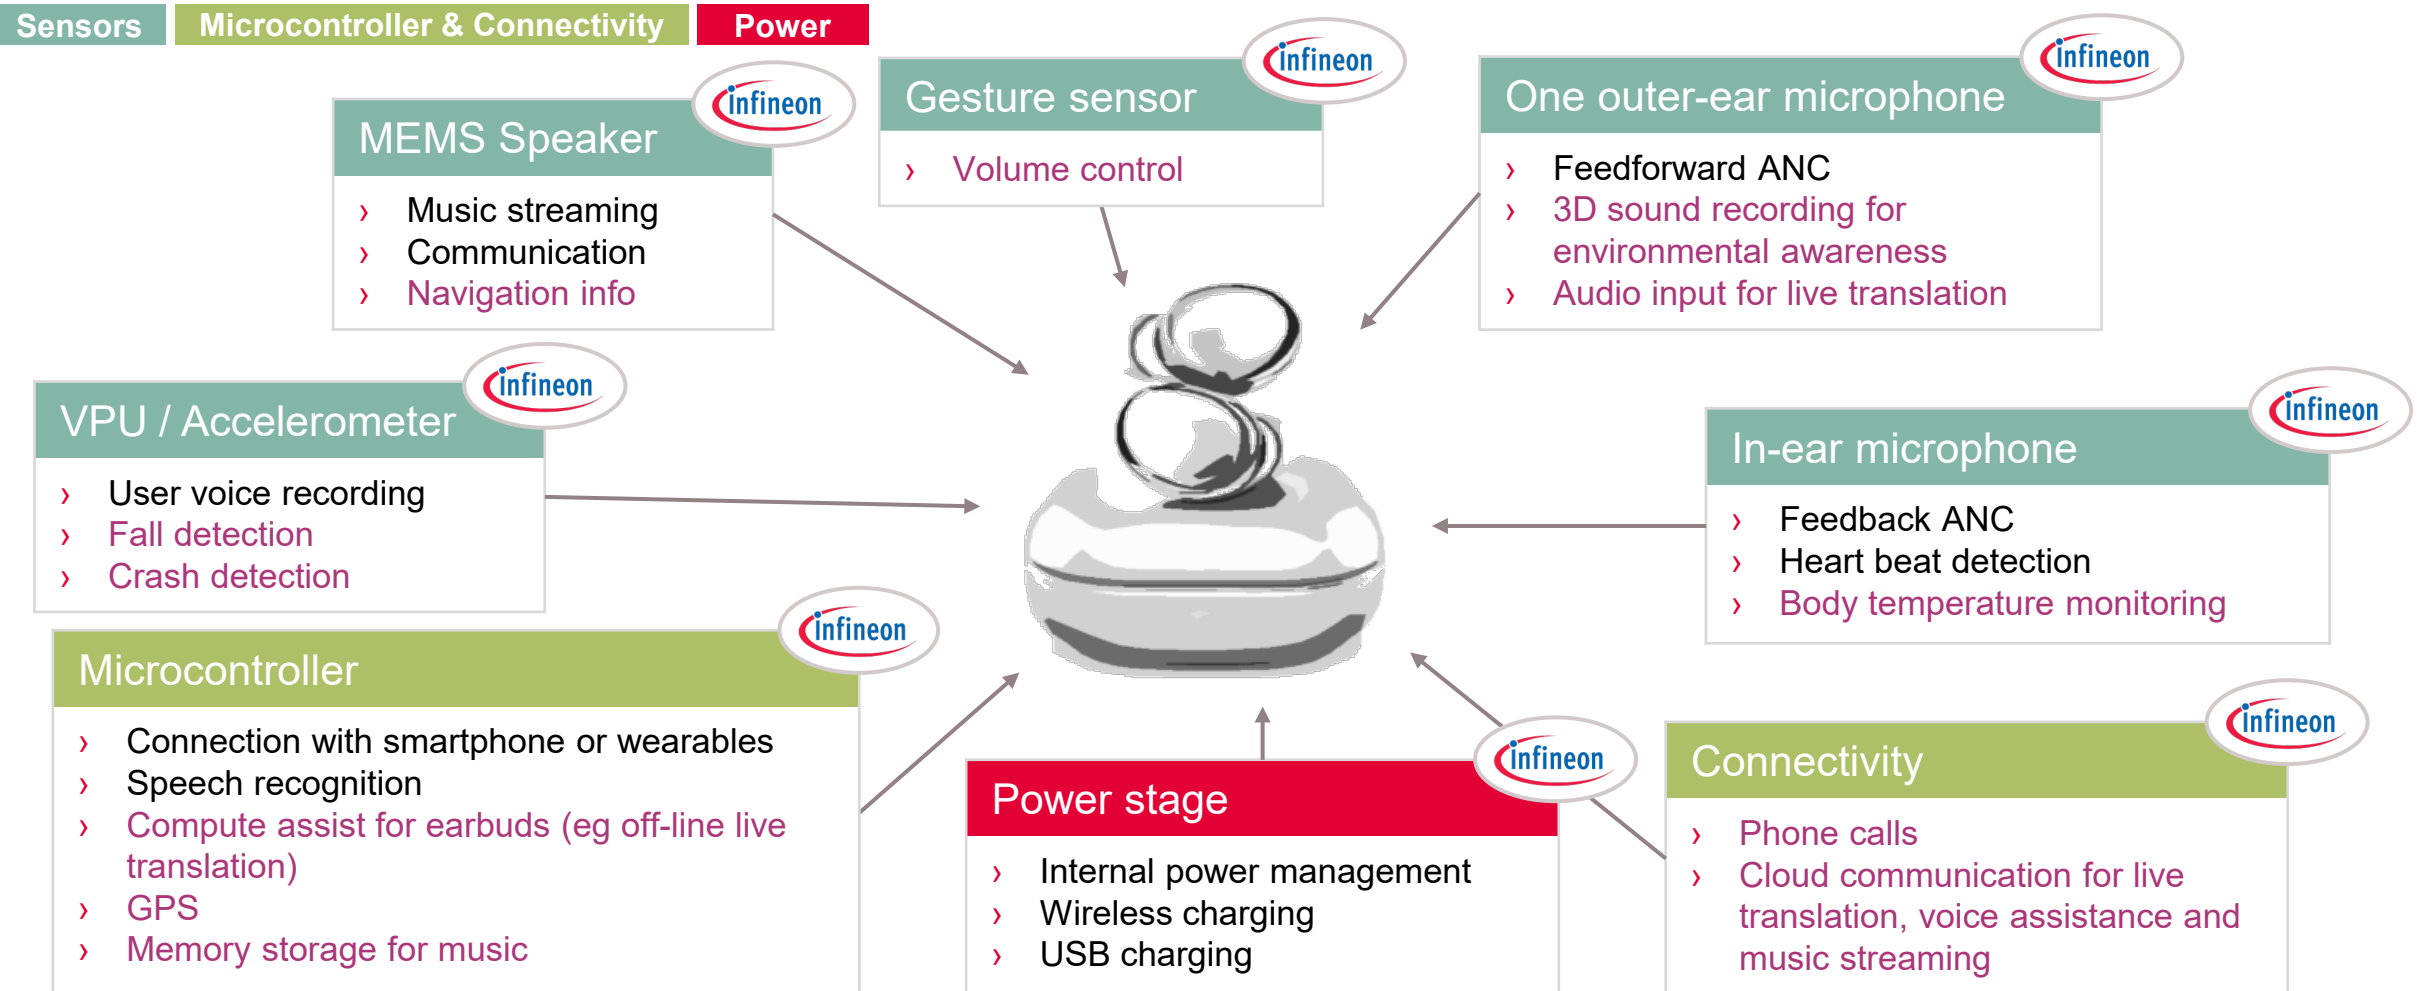 Sensors
Microcontroller & Connectivity
Power
infineon
MEMS Speaker
› Music streaming
› Communication
› Navigation info
infineon
Gesture sensor
› Volume control
infineon
One outer-ear microphone
› Feedforward ANC
› 3D sound recording for
environmental awareness
› Audio input for live translation
infineon
VPU / Accelerometer
› User voice recording
› Fall detection
› Crash detection
infineon
In-ear microphone
› Feedback ANC
› Heart beat detection
› Body temperature monitoring
infineon
Microcontroller
› Connection with smartphone or wearables
› Speech recognition
› Compute assist for earbuds (eg off-line live
translation)
› GPS
› Memory storage for music
infineon
Power stage
› Internal power management
› Wireless charging
› USB charging
infineon
Connectivity
› Phone calls
› Cloud communication for live
translation, voice assistance and
music streaming